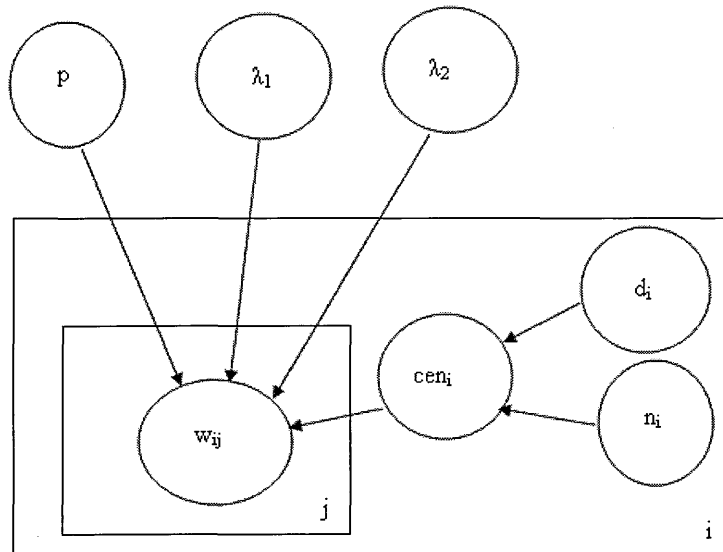 p
λ₁
λ₂
dᵢ
cenᵢ
nᵢ
wᵢⱼ
j
i